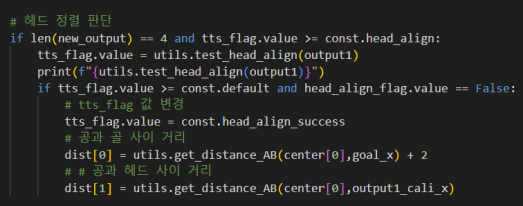 # 헤드 정렬 판단
if len(new_output) == 4 and tts_flag.value >= const.head_align:
    tts_flag.value = utils.test_head_align(output1)
    print(f"{utils.test_head_align(output1)}")
    if tts_flag.value >= const.default and head_align_flag.value == False:
        # tts_flag 값 변경
        tts_flag.value = const.head_align_success
        # 공과 골 사이 거리
        dist[0] = utils.get_distance_AB(center[0],goal_x) + 2
        # # 공과 헤드 사이 거리
        dist[1] = utils.get_distance_AB(center[0],output1_cali_x)